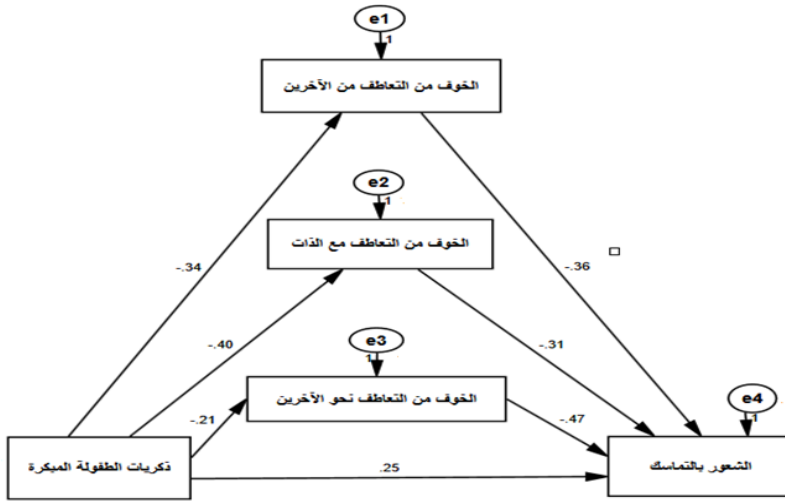 e1
1
الخوف من التعاطف من الآخرين
e2
1
الخوف من التعاطف مع الذات
-.34
-.36
-.40
-.31
e3
1
الخوف من التعاطف نحو الآخرين
-.21
-.47
e4
1
ذكريات الطفولة المبكرة
.25
الشعور بالتماسك